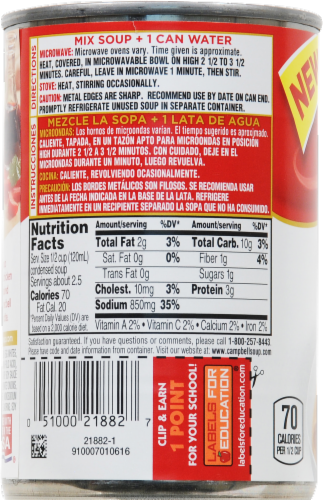 NEW
DIRECTIONS
MIX SOUP + 1 CAN WATER
MICROWAVE: Microwave ovens vary. Time given is approximate.
HEAT, COVERED, IN MICROWAVABLE BOWL ON HIGH 2 1/2 TO 3 1/2
MINUTES. CAREFUL, LEAVE IN MICROWAVE 1 MINUTE, THEN STIR.
STOVE: HEAT, STIRRING OCCASIONALLY.
CAUTION: METAL EDGES ARE SHARP. RECOMMEND USE BY DATE ON CAN END.
PROMPTLY REFRIGERATE UNUSED SOUP IN SEPARATE CONTAINER.
INSTRUCCIONES
MEZCLE LA SOPA + 1 LATA DE AGUA
MICROONDAS: Los hornos de microondas varían. El tiempo sugerido es aproximado.
CALIENTE, TAPADA, EN UN TAZÓN APTO PARA MICROONDAS EN POSICIÓN
HIGH DURANTE 2 1/2 A 3 1/2 MINUTOS. CON CUIDADO, DEJE EN EL
MICROONDAS DURANTE UN MINUTO, LUEGO REVUELVA.
COCINA: CALIENTE, REVOLVIENDO OCASIONALMENTE.
PRECAUCIÓN: LOS BORDES METÁLICOS SON FILOSOS. SE RECOMIENDA USAR
ANTES DE LA FECHA INDICADA EN LA BASE DE LA LATA. REFRIGERE
INMEDIATAMENTE EN UN RECIPIENTE SEPARADO LA SOPA QUE NO HA CONSUMIDO.
Nutrition
Facts
Serv. Size 1/2 cup (120mL)
condensed soup
Servings about 2.5
Calories 70
Fat Cal. 20
*Percent Daily Values (DV) are
based on a 2,000 calorie diet.
Amount/serving %DV*
Total Fat 2g 3%
Sat. Fat 0g 0%
Trans Fat 0g
Cholest. 10mg 3%
Sodium 850mg 35%
Amount/serving %DV*
Total Carb. 10g 3%
Fiber 1g 4%
Sugars 1g
Protein 3g
Vitamin A 2% • Vitamin C 2% • Calcium 2% • Iron 2%
Satisfaction guaranteed. If you have questions or comments, please call 1-800-257-8443
Please have code and date information from container. Visit our website at: www.campbellsoup.com
0 51000 21882 7
21882-1
910007010616
CLIP & EARN
1 POINT
FOR YOUR SCHOOL!
LABELS FOR
EDUCATION
labelsforeducation.com
70
CALORIES
PER 1/2 CUP